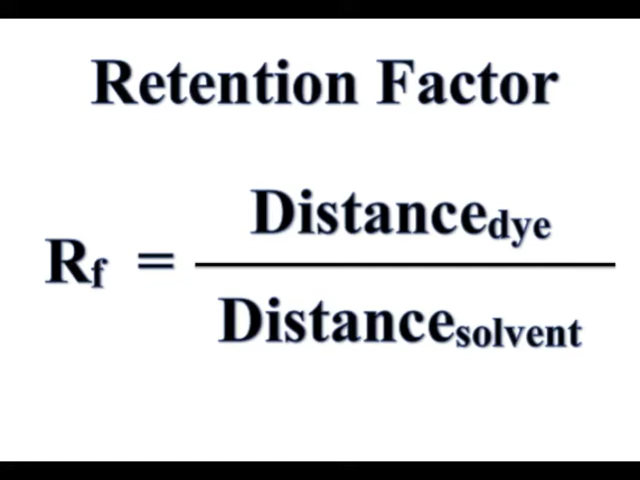 Retention Factor
Distancedye
Rf =
Distancesolvent